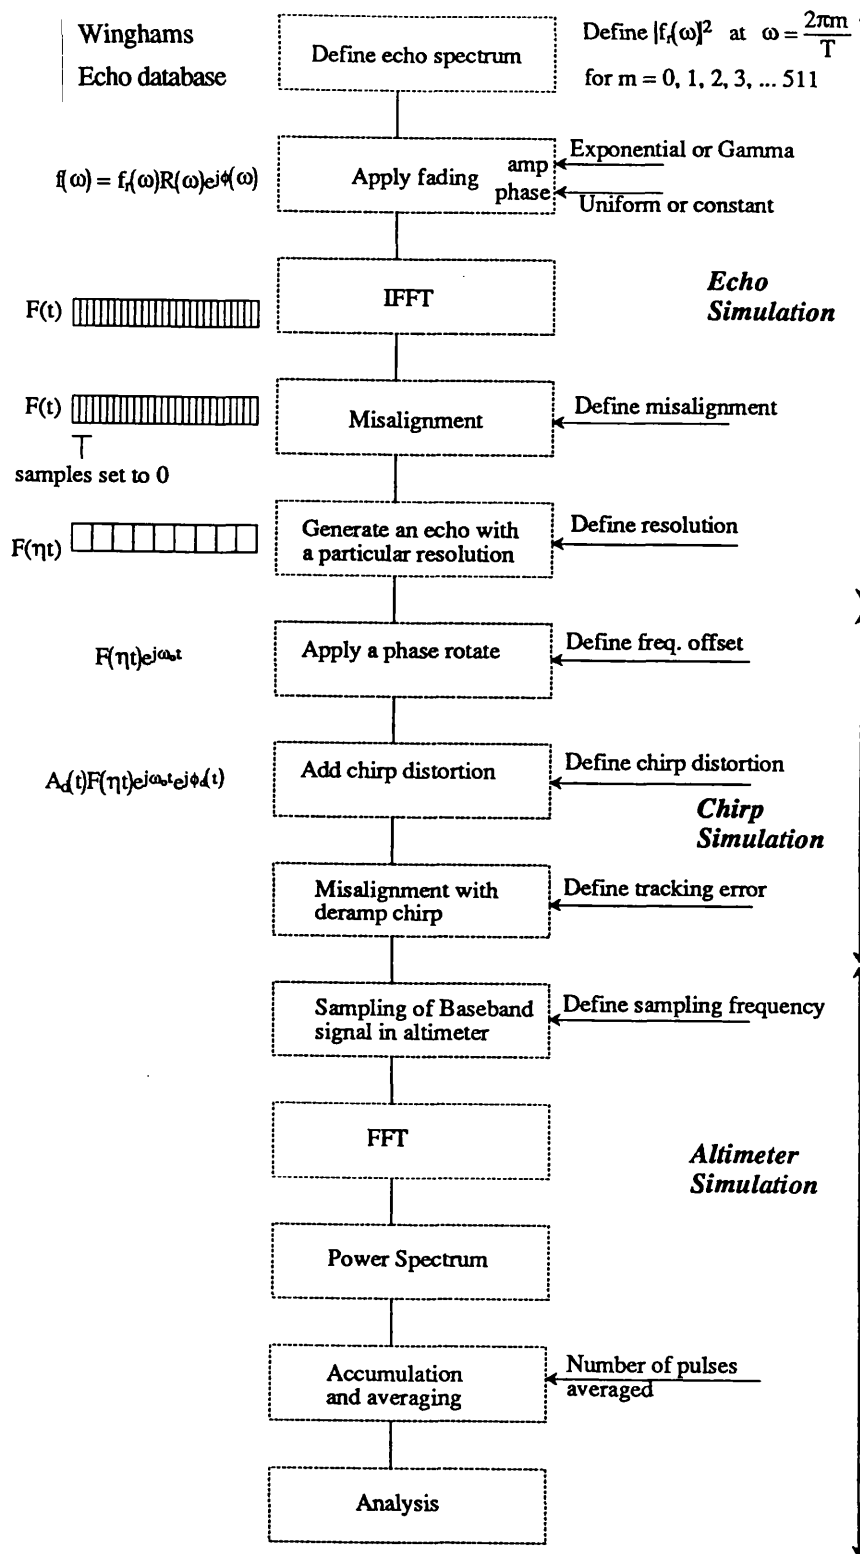 Winghams
Echo database
Define echo spectrum
Define |fᵣ(ω)|² at ω = 2πm/T
for m = 0, 1, 2, 3, ... 511
f(ω) = fᵣ(ω)R(ω)e^jφ(ω)
Apply fading
amp
phase
Exponential or Gamma
Uniform or constant
IFFT
Echo
Simulation
F(t)
F(t)
samples set to 0
Misalignment
Define misalignment
F(ηt)
Generate an echo with
a particular resolution
Define resolution
F(ηt)e^jω₀t
Apply a phase rotate
Define freq. offset
A_d(t)F(ηt)e^jω₀t e^jφ_d(t)
Add chirp distortion
Define chirp distortion
Chirp
Simulation
Misalignment with
deramp chirp
Define tracking error
Sampling of Baseband
signal in altimeter
Define sampling frequency
FFT
Altimeter
Simulation
Power Spectrum
Accumulation
and averaging
Number of pulses
averaged
Analysis